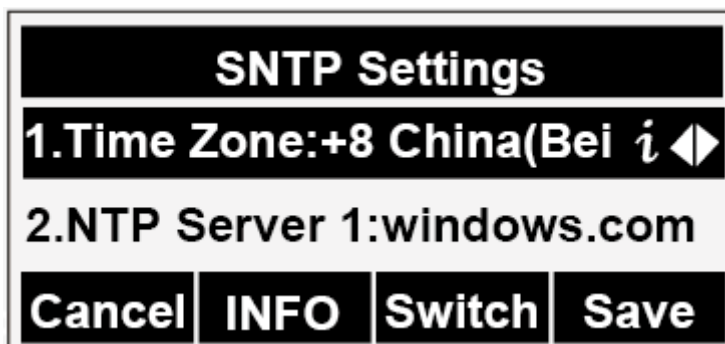 SNTP Settings
1.Time Zone:+8 China(Bei i
2.NTP Server 1:windows.com
Cancel INFO Switch Save